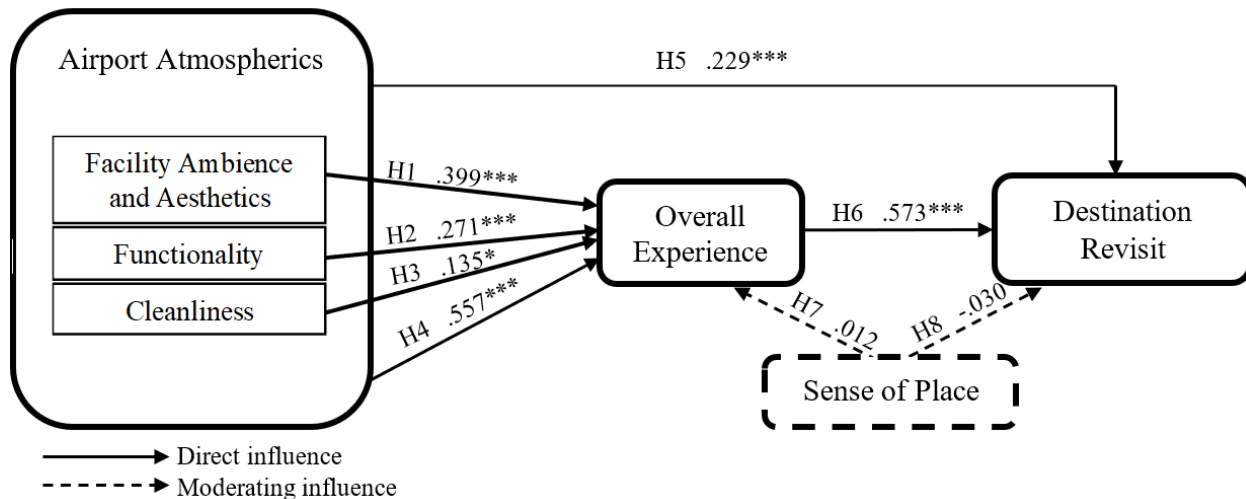 Airport Atmospherics
H5 .229***
Facility Ambience
and Aesthetics
H1 .399***
Functionality
H2 .271***
Cleanliness
H3 .135*
H4 .557***
Overall
Experience
H6 .573***
Destination
Revisit
H7 .012
H8 -.030
Sense of Place
Direct influence
Moderating influence